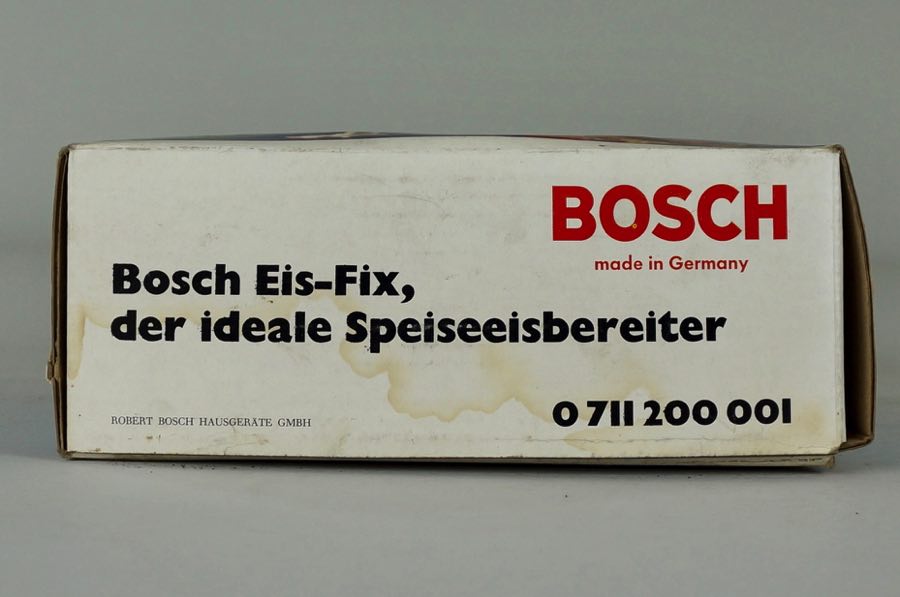 BOSCH
made in Germany
Bosch Eis-Fix,
der ideale Speiseeisbereiter
ROBERT BOSCH HAUSGERÄTE GMBH
0 711 200 001